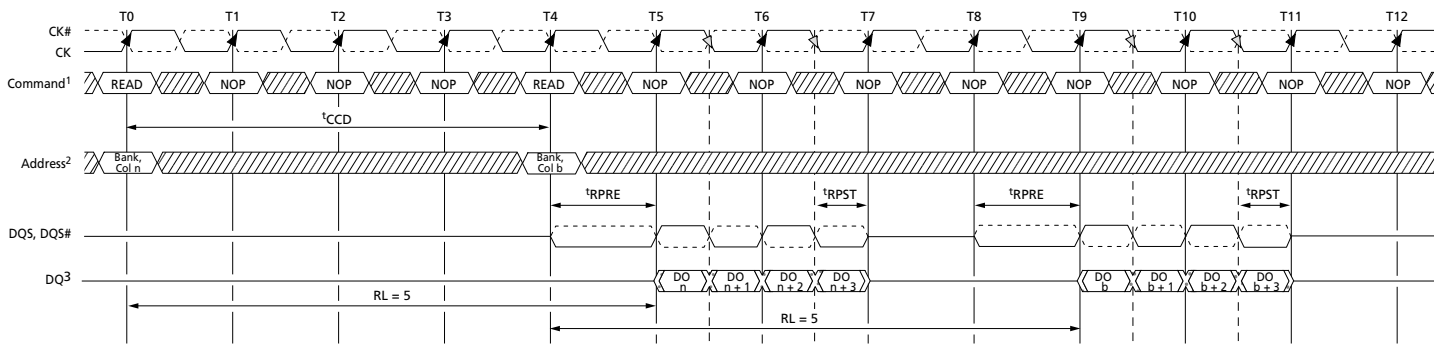 T0 T1 T2 T3 T4 T5 T6 T7 T8 T9 T10 T11 T12
CK#
CK
Command1 READ NOP NOP NOP READ NOP NOP NOP NOP NOP NOP NOP NOP
tCCD
Address2 Bank, Col n Bank, Col b
tRPRE tRPST tRPRE tRPST
DQS, DQS#
DQ3 DO n DO n + 1 DO n + 2 DO n + 3 DO b DO b + 1 DO b + 2 DO b + 3
RL = 5
RL = 5